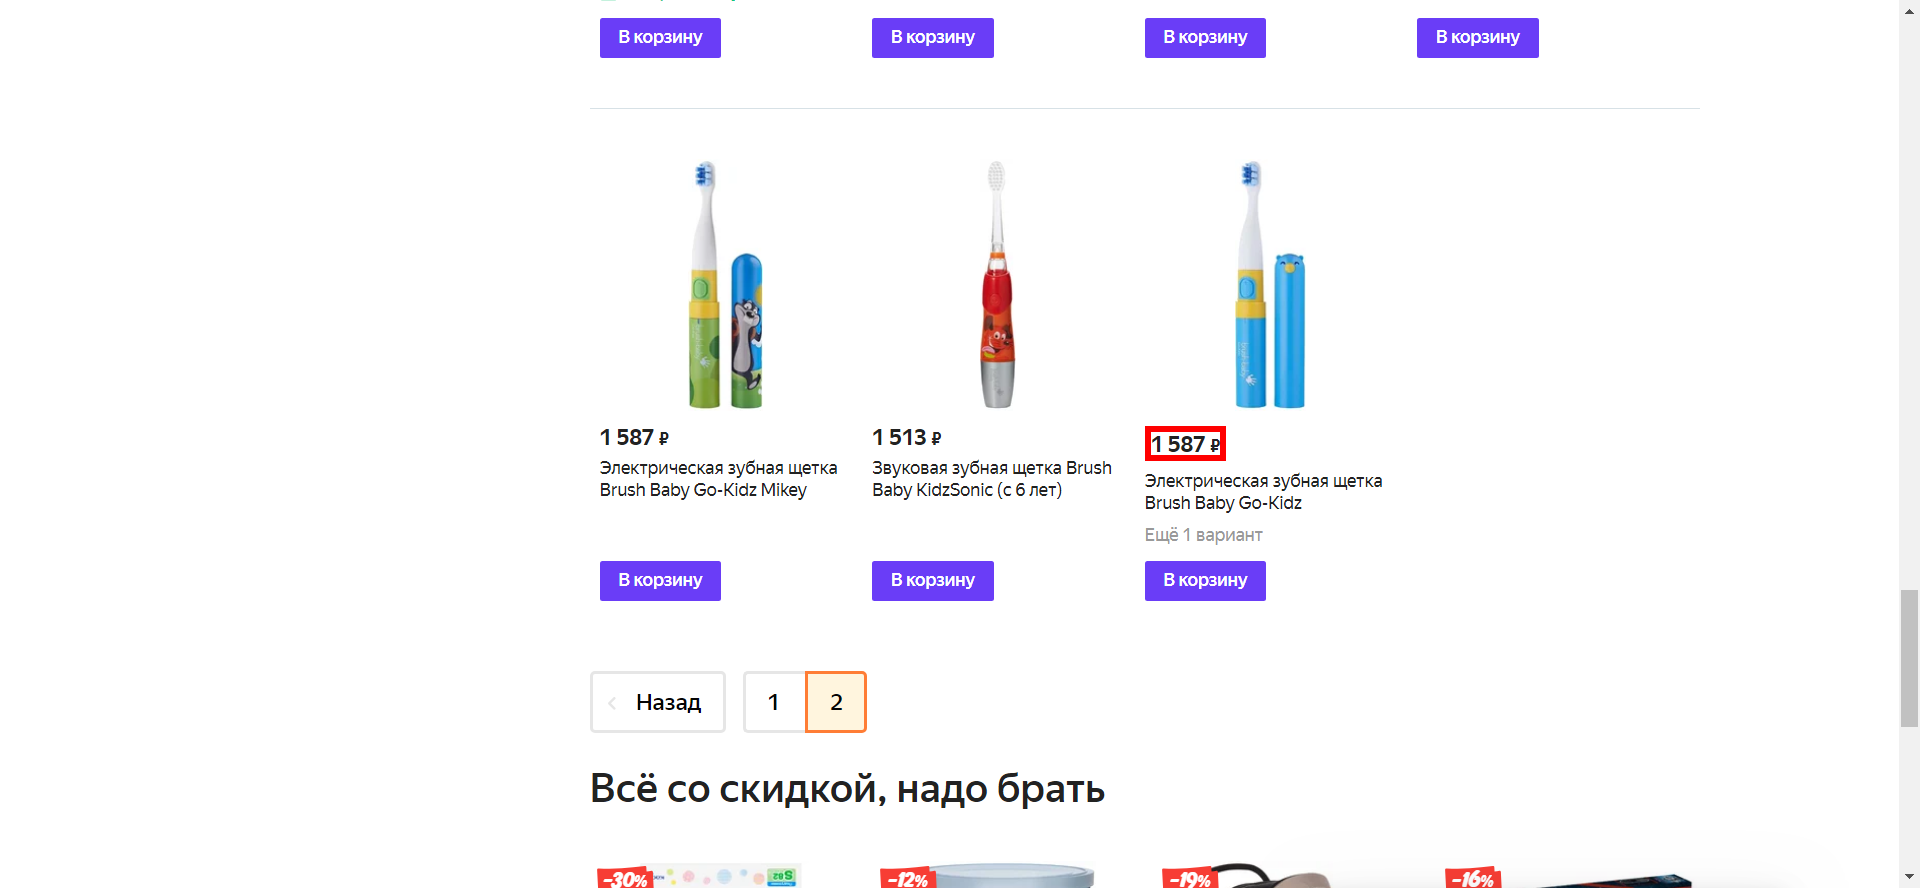 В корзину
В корзину
В корзину
В корзину
1 587 ₽
Электрическая зубная щетка
Brush Baby Go-Kidz Mikey
В корзину
1 513 ₽
Звуковая зубная щетка Brush
Baby KidzSonic (с 6 лет)
В корзину
1 587 ₽
Электрическая зубная щетка
Brush Baby Go-Kidz
Ещё 1 вариант
В корзину
Назад
1
2
Всё со скидкой, надо брать
-30%
-12%
-19%
-16%